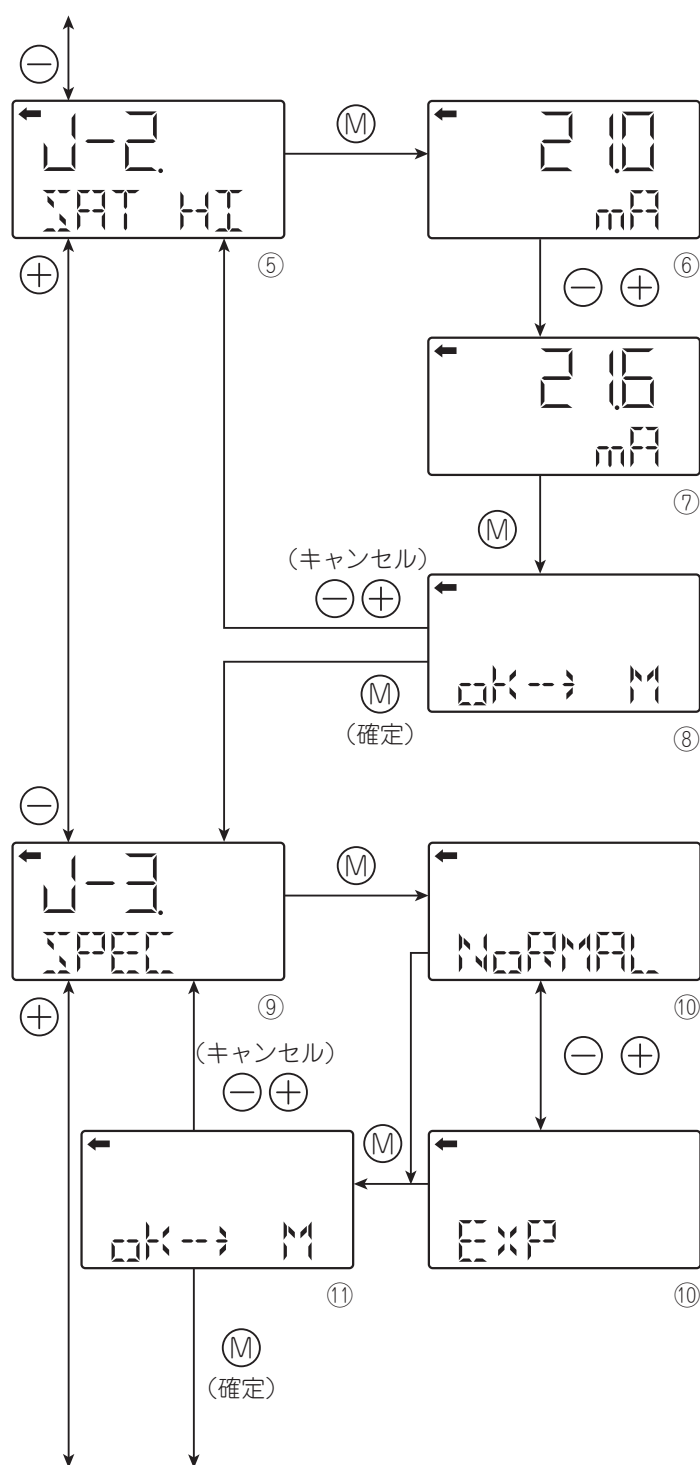 ⊖
J-2.
SAT HI
⑤
Ⓜ
21.0
mA
⑥
⊕
⊖ ⊕
21.6
mA
⑦
Ⓜ
(キャンセル)
⊖⊕
oK--→ M
⑧
Ⓜ
(確定)
⊖
J-3.
SPEC
⑨
Ⓜ
NoRMAL
⑩
⊕
(キャンセル)
⊖⊕
⊖ ⊕
Ⓜ
oK--→ M
⑪
EXP
⑩
Ⓜ
(確定)